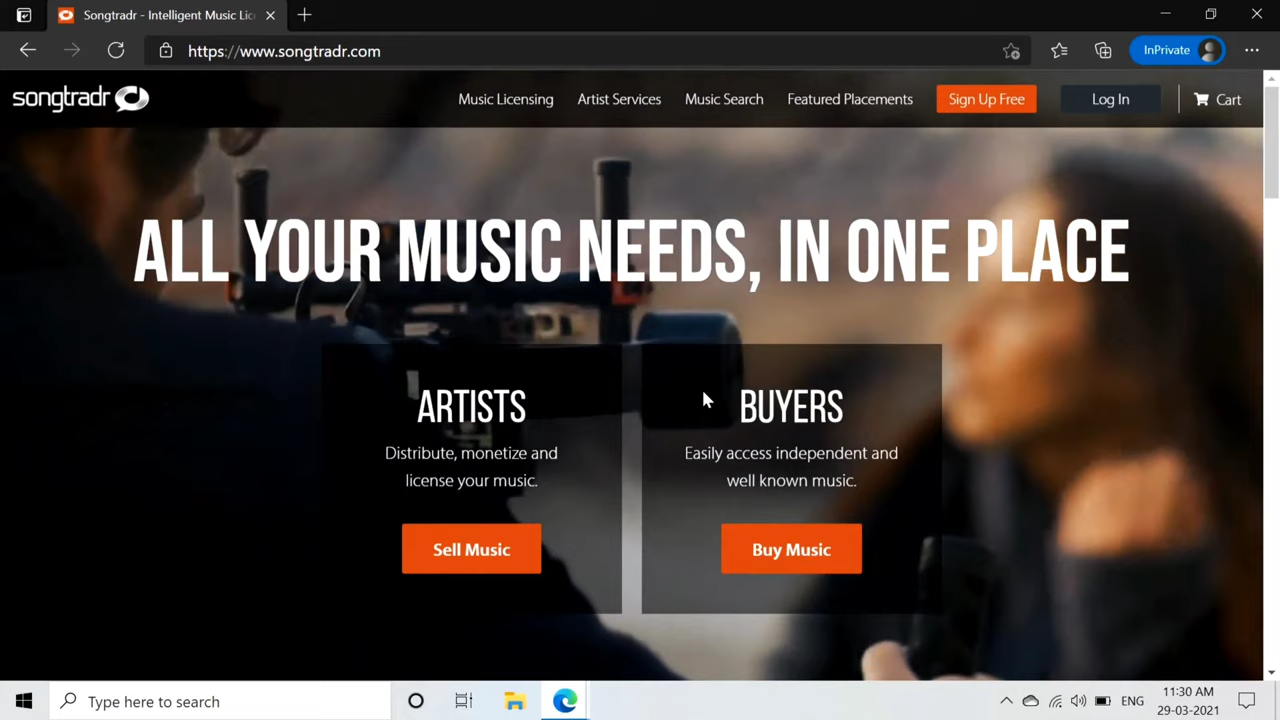 Songtradr - Intelligent Music Lic
https://www.songtradr.com
InPrivate
songtradr
Music Licensing
Artist Services
Music Search
Featured Placements
Sign Up Free
Log In
Cart
ALL YOUR MUSIC NEEDS, IN ONE PLACE
ARTISTS
Distribute, monetize and
license your music.
Sell Music
BUYERS
Easily access independent and
well known music.
Buy Music
Type here to search
ENG
11:30 AM
29-03-2021